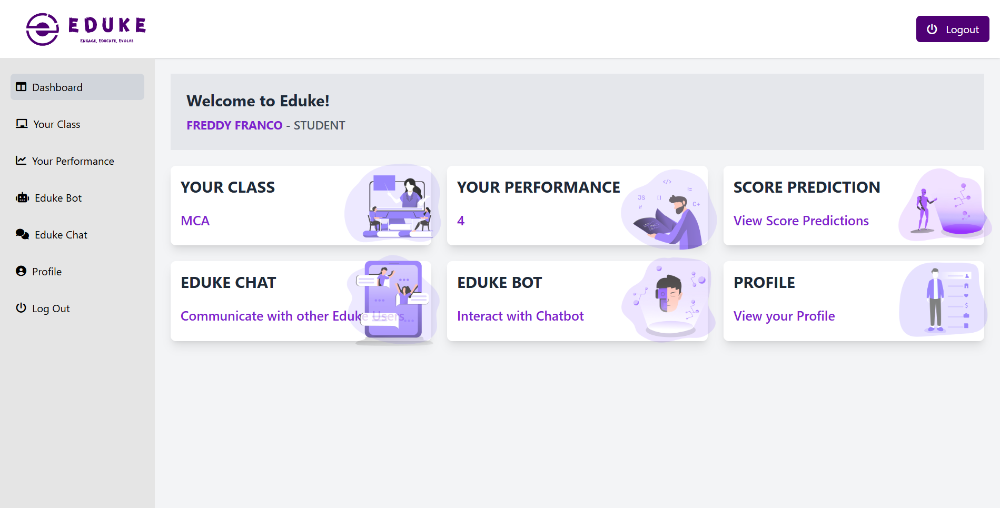 EDUKE
ENGAGE, EDUCATE, EVOLVE
Logout
Dashboard
Your Class
Your Performance
Eduke Bot
Eduke Chat
Profile
Log Out
Welcome to Eduke!
FREDDY FRANCO - STUDENT
YOUR CLASS
MCA
YOUR PERFORMANCE
4
</>
!=
JS
[]
if
C+
SCORE PREDICTION
View Score Predictions
EDUKE CHAT
Communicate with other Eduke Users
EDUKE BOT
Interact with Chatbot
PROFILE
View your Profile
$